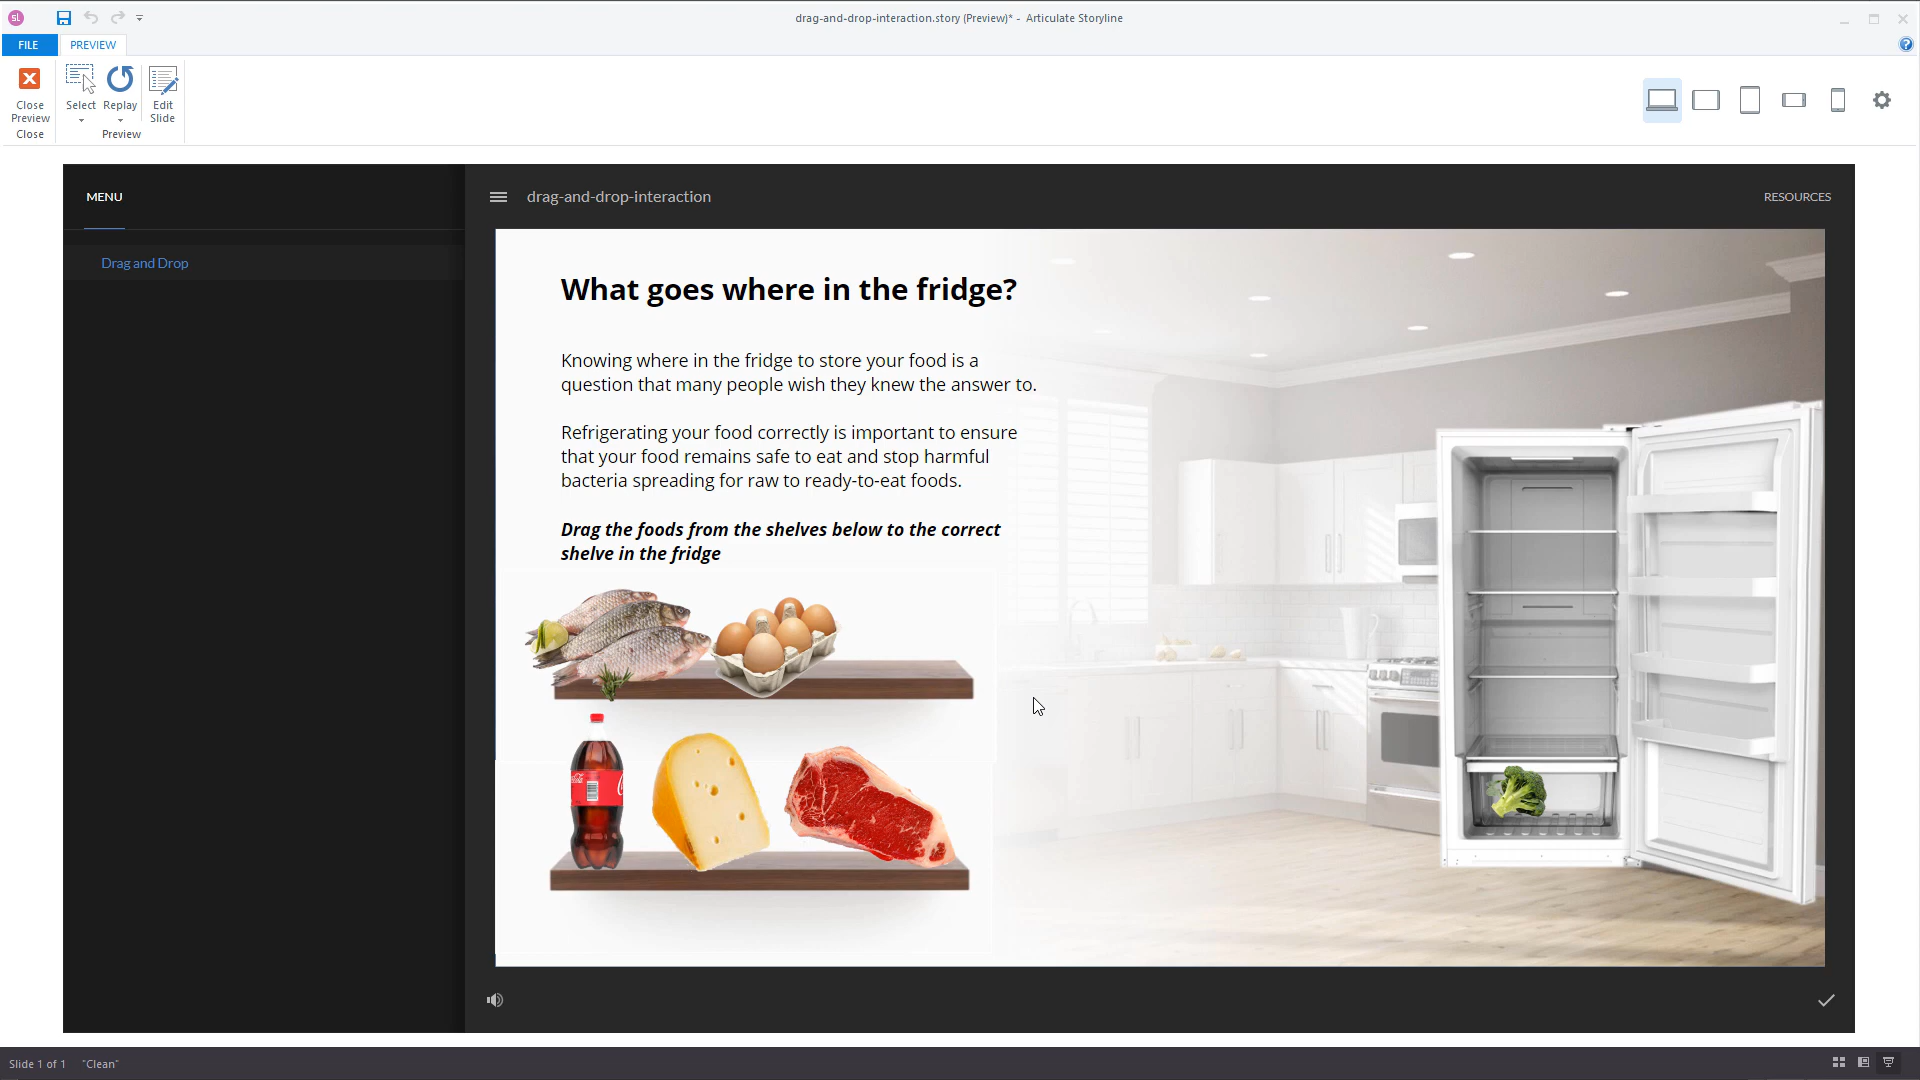 sL
drag-and-drop-interaction.story (Preview)* - Articulate Storyline
FILE
PREVIEW
?
Close
Preview
Select
Replay
Edit
Slide
Close
Preview
MENU
drag-and-drop-interaction
RESOURCES
Drag and Drop
What goes where in the fridge?
Knowing where in the fridge to store your food is a
question that many people wish they knew the answer to.
Refrigerating your food correctly is important to ensure
that your food remains safe to eat and stop harmful
bacteria spreading for raw to ready-to-eat foods.
Drag the foods from the shelves below to the correct
shelve in the fridge
Slide 1 of 1
"Clean"